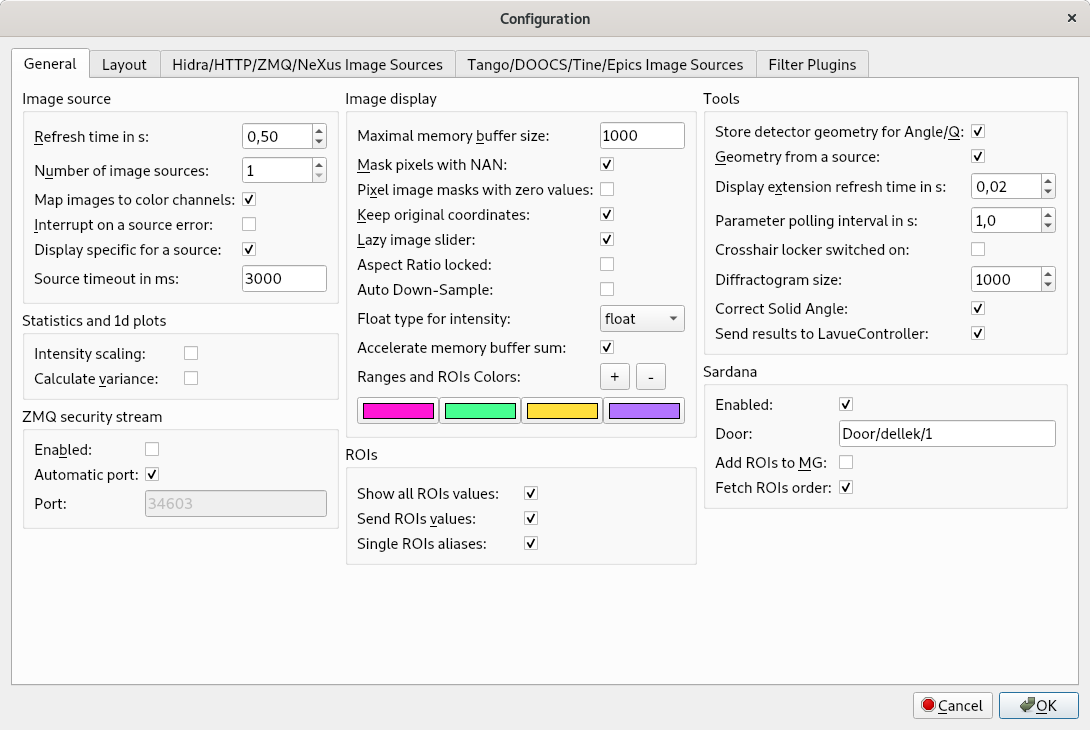 Configuration
General
Layout
Hidra/HTTP/ZMQ/NeXus Image Sources
Tango/DOOCS/Tine/Epics Image Sources
Filter Plugins
Image source
Refresh time in s: 0,50
Number of image sources: 1
Map images to color channels:
Interrupt on a source error:
Display specific for a source:
Source timeout in ms: 3000
Statistics and 1d plots
Intensity scaling:
Calculate variance:
ZMQ security stream
Enabled:
Automatic port:
Port: 34603
Image display
Maximal memory buffer size: 1000
Mask pixels with NAN:
Pixel image masks with zero values:
Keep original coordinates:
Lazy image slider:
Aspect Ratio locked:
Auto Down-Sample:
Float type for intensity: float
Accelerate memory buffer sum:
Ranges and ROIs Colors: + -
ROIs
Show all ROIs values:
Send ROIs values:
Single ROIs aliases:
Tools
Store detector geometry for Angle/Q:
Geometry from a source:
Display extension refresh time in s: 0,02
Parameter polling interval in s: 1,0
Crosshair locker switched on:
Diffractogram size: 1000
Correct Solid Angle:
Send results to LavueController:
Sardana
Enabled:
Door: Door/dellek/1
Add ROIs to MG:
Fetch ROIs order:
Cancel
OK